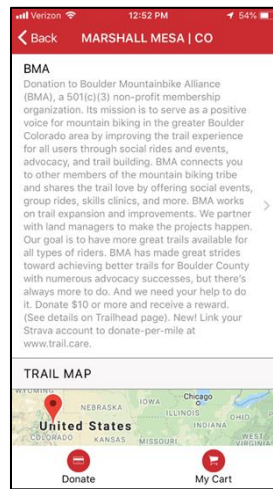 Verizon 12:52 PM 54%
Back MARSHALL MESA | CO
BMA
Donation to Boulder Mountainbike Alliance
(BMA), a 501(c)(3) non-profit membership
organization. Its mission is to serve as a positive
voice for mountain biking in the greater Boulder
Colorado area by improving the trail experience
for all users through social rides and events,
advocacy, and trail building. BMA connects you
to other members of the mountain biking tribe
and shares the trail love by offering social events,
group rides, skills clinics, and more. BMA works
on trail expansion and improvements. We partner
with land managers to make the projects happen.
Our goal is to have more great trails available for
all types of riders. BMA has made great strides
toward achieving better trails for Boulder County
with numerous advocacy successes, but there's
always more to do. And we need your help to do
it. Donate $10 or more and receive a reward.
(See details on Trailhead page). New! Link your
Strava account to donate-per-mile at
www.trail.care.
TRAIL MAP
WYOMING
Chicago
NEBRASKA IOWA
ILLINOIS OHIO
United States INDIANA
COLORADO KANSAS MISSOURI WEST
VIRGINIA
Donate My Cart